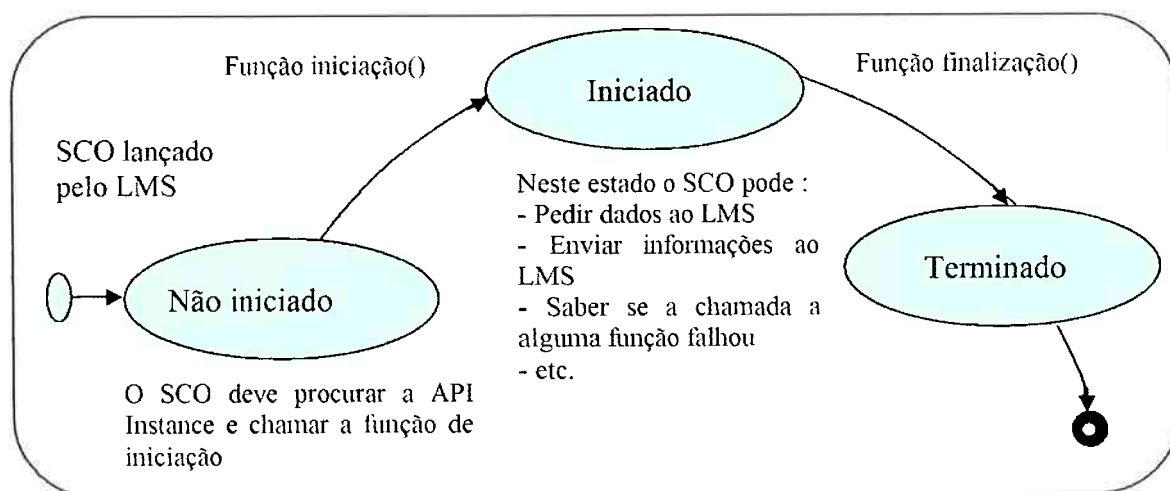 Função iniciação()
Iniciado
Função finalização()
SCO lançado
pelo LMS
Não iniciado
O SCO deve procurar a API
Instance e chamar a função de
iniciação
Neste estado o SCO pode :
- Pedir dados ao LMS
- Enviar informações ao
LMS
- Saber se a chamada a
alguma função falhou
- etc.
Terminado